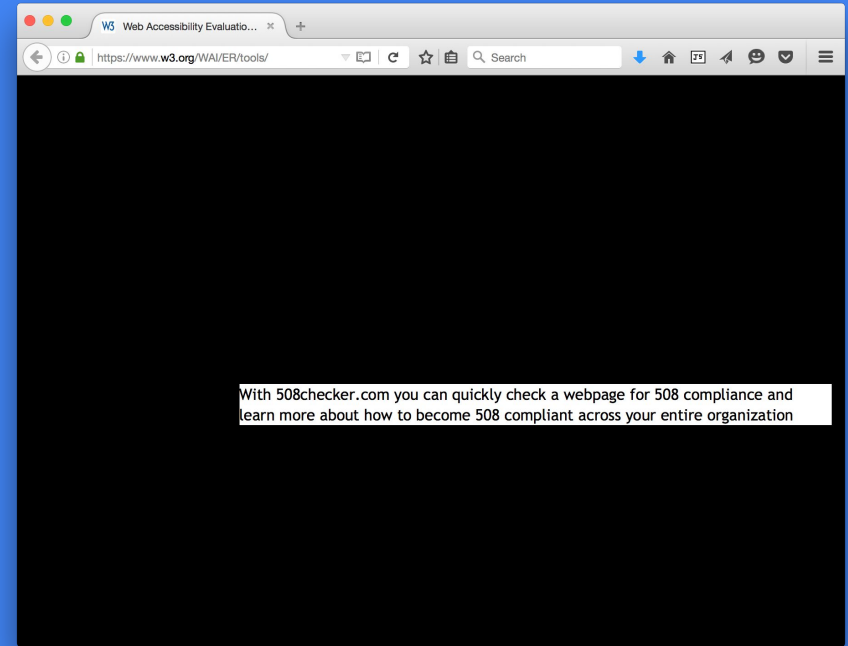 W3 Web Accessibility Evaluatio...
https://www.w3.org/WAI/ER/tools/
Search
JS
With 508checker.com you can quickly check a webpage for 508 compliance and
learn more about how to become 508 compliant across your entire organization